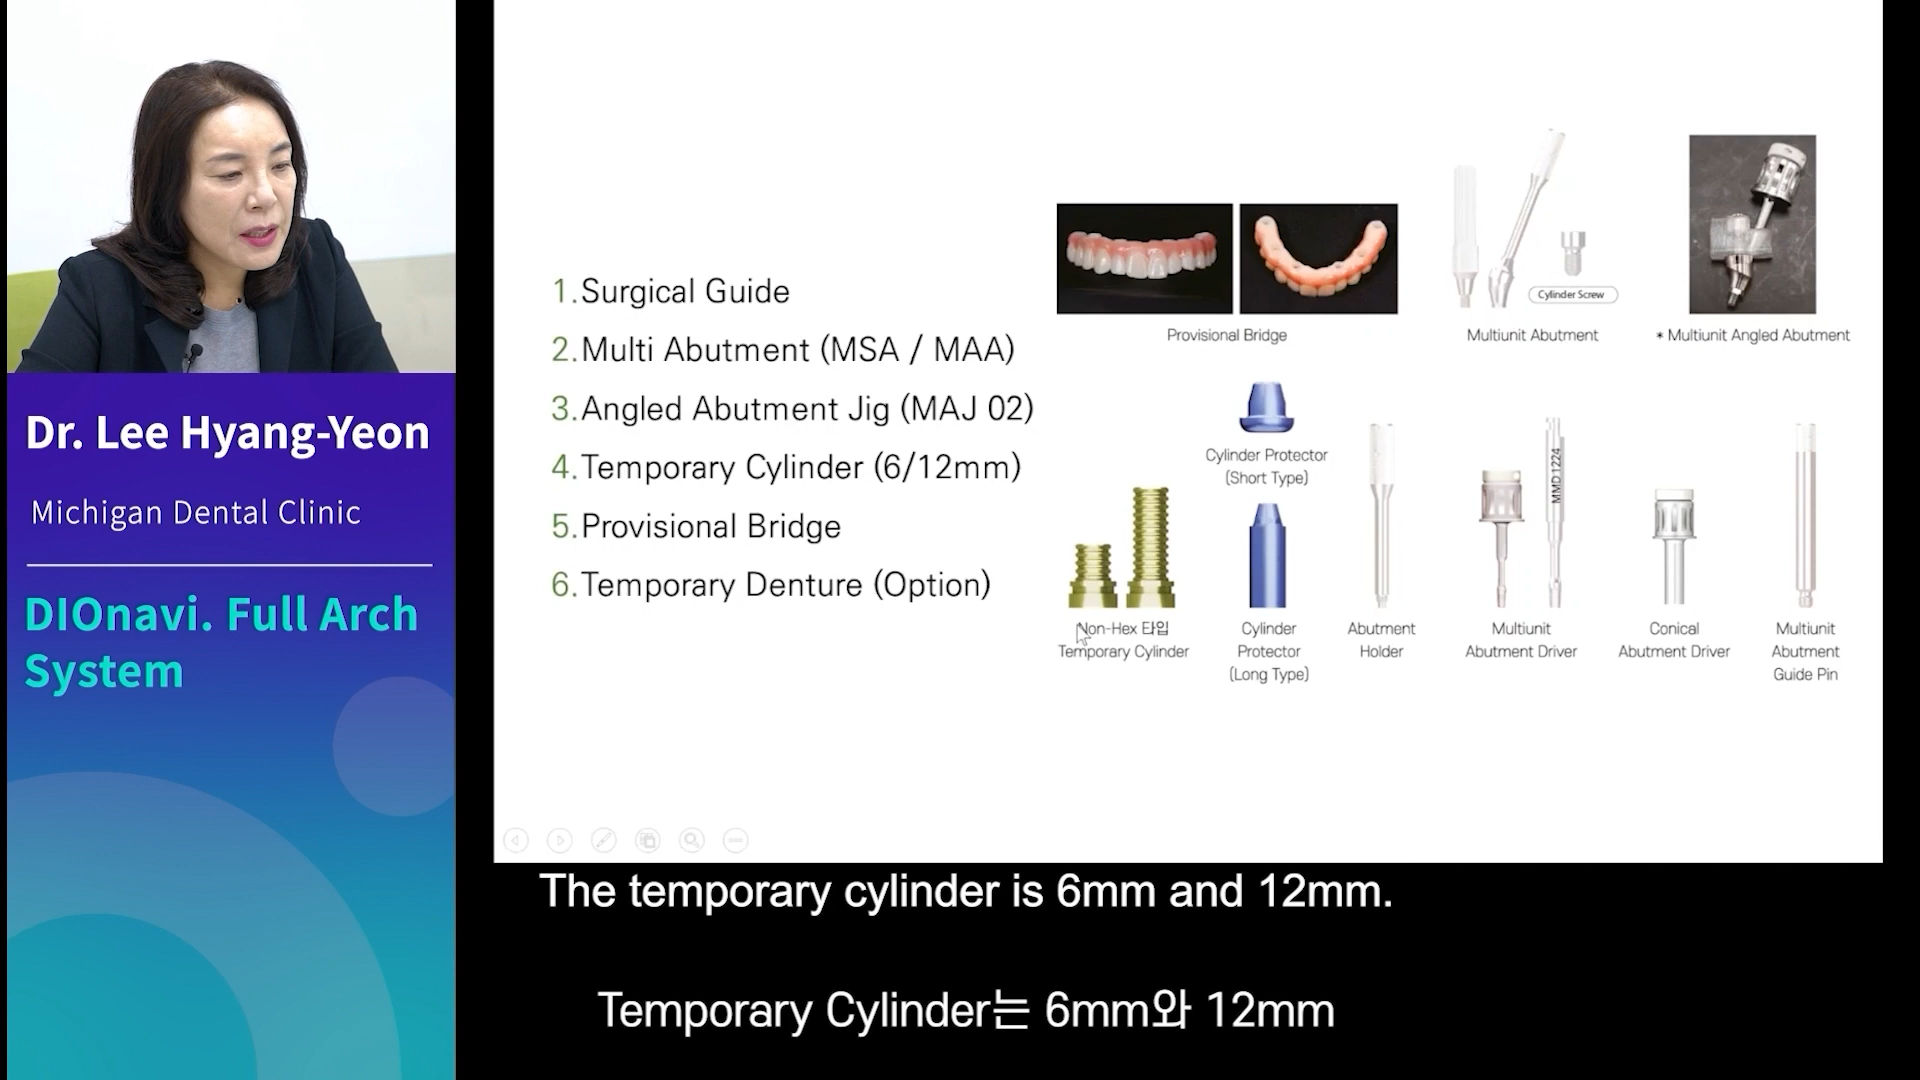 Dr. Lee Hyang-Yeon
Michigan Dental Clinic
DIOnavi. Full Arch
System
1.Surgical Guide
2.Multi Abutment (MSA / MAA)
3.Angled Abutment Jig (MAJ 02)
4.Temporary Cylinder (6/12mm)
5.Provisional Bridge
6.Temporary Denture (Option)
Provisional Bridge
Cylinder Screw
Multiunit Abutment
* Multiunit Angled Abutment
Cylinder Protector
(Short Type)
Non-Hex 타입
Temporary Cylinder
Cylinder
Protector
(Long Type)
Abutment
Holder
MMD 1224
Multiunit
Abutment Driver
Conical
Abutment Driver
Multiunit
Abutment
Guide Pin
The temporary cylinder is 6mm and 12mm.
Temporary Cylinder는 6mm와 12mm